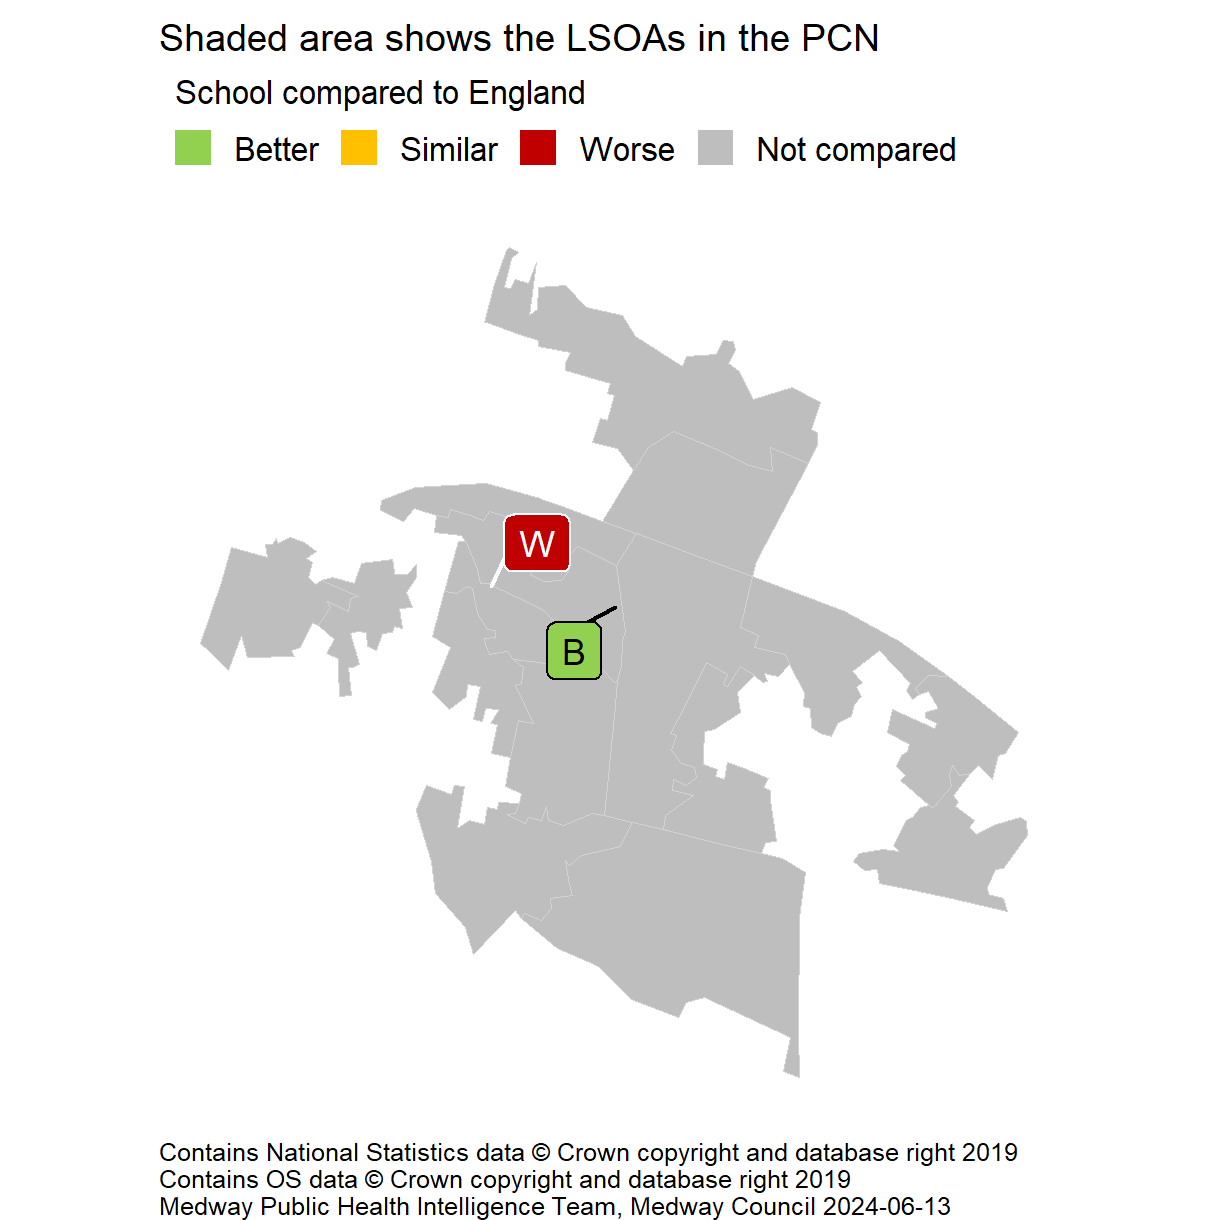 Shaded area shows the LSOAs in the PCN
School compared to England
Better Similar Worse Not compared
W
B
Contains National Statistics data © Crown copyright and database right 2019
Contains OS data © Crown copyright and database right 2019
Medway Public Health Intelligence Team, Medway Council 2024-06-13